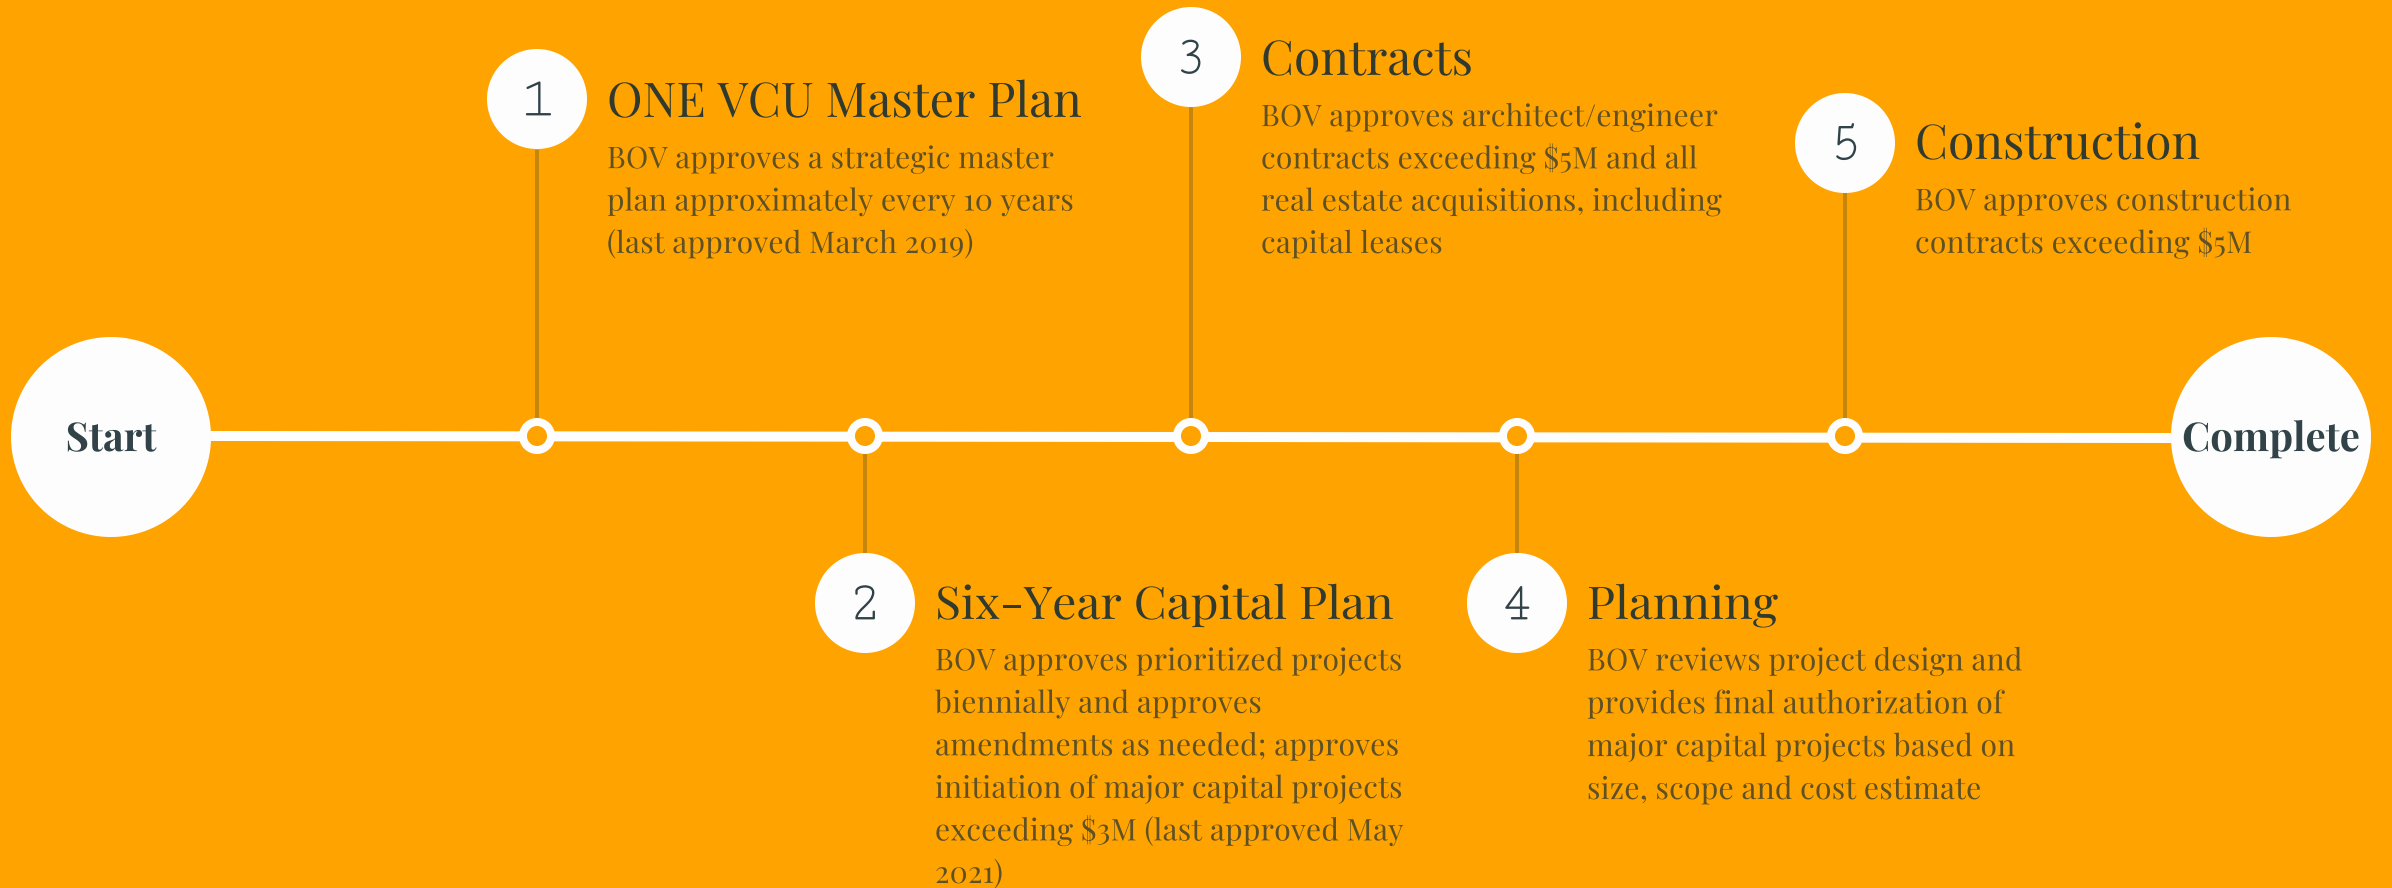 Start
1
ONE VCU Master Plan
BOV approves a strategic master
plan approximately every 10 years
(last approved March 2019)
2
Six-Year Capital Plan
BOV approves prioritized projects
biennially and approves
amendments as needed; approves
initiation of major capital projects
exceeding $3M (last approved May
2021)
3
Contracts
BOV approves architect/engineer
contracts exceeding $5M and all
real estate acquisitions, including
capital leases
4
Planning
BOV reviews project design and
provides final authorization of
major capital projects based on
size, scope and cost estimate
5
Construction
BOV approves construction
contracts exceeding $5M
Complete